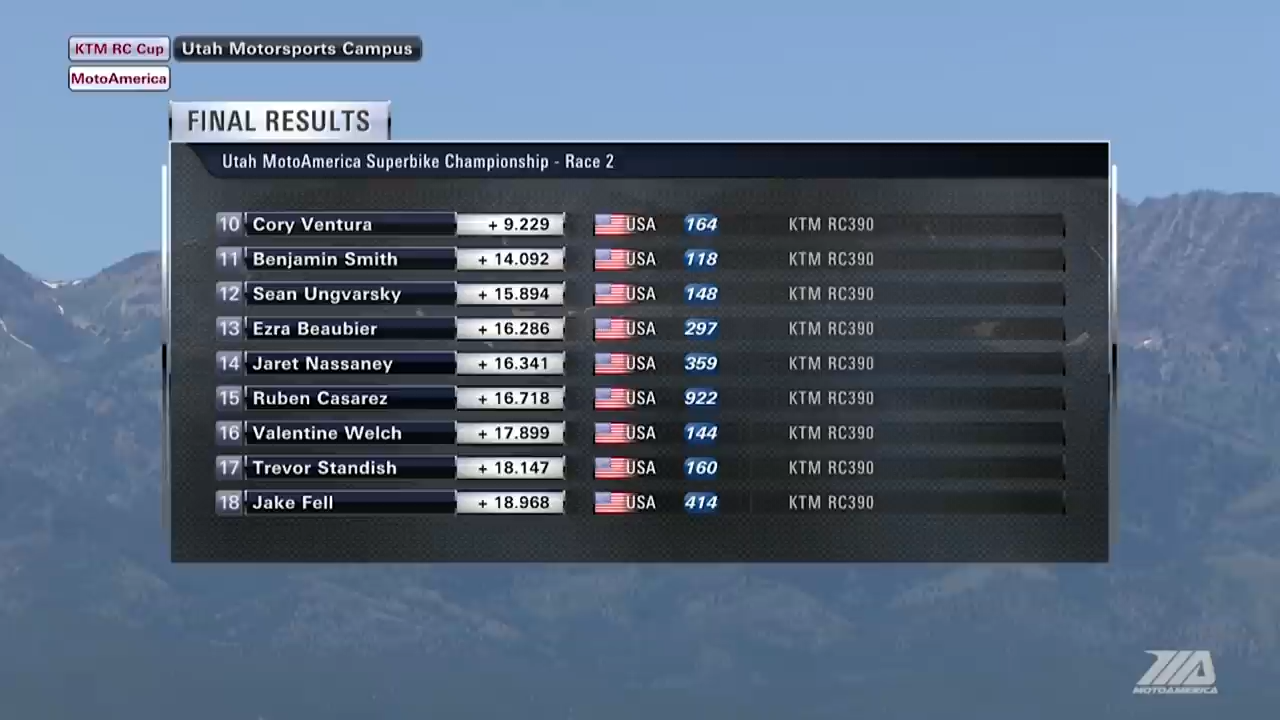 KTM RC Cup Utah Motorsports Campus
MotoAmerica
FINAL RESULTS
Utah MotoAmerica Superbike Championship - Race 2
10 Cory Ventura + 9.229 USA 164 KTM RC390
11 Benjamin Smith + 14.092 USA 118 KTM RC390
12 Sean Ungvarsky + 15.894 USA 148 KTM RC390
13 Ezra Beaubier + 16.286 USA 297 KTM RC390
14 Jaret Nassaney + 16.341 USA 359 KTM RC390
15 Ruben Casarez + 16.718 USA 922 KTM RC390
16 Valentine Welch + 17.899 USA 144 KTM RC390
17 Trevor Standish + 18.147 USA 160 KTM RC390
18 Jake Fell + 18.968 USA 414 KTM RC390
MOTOAMERICA